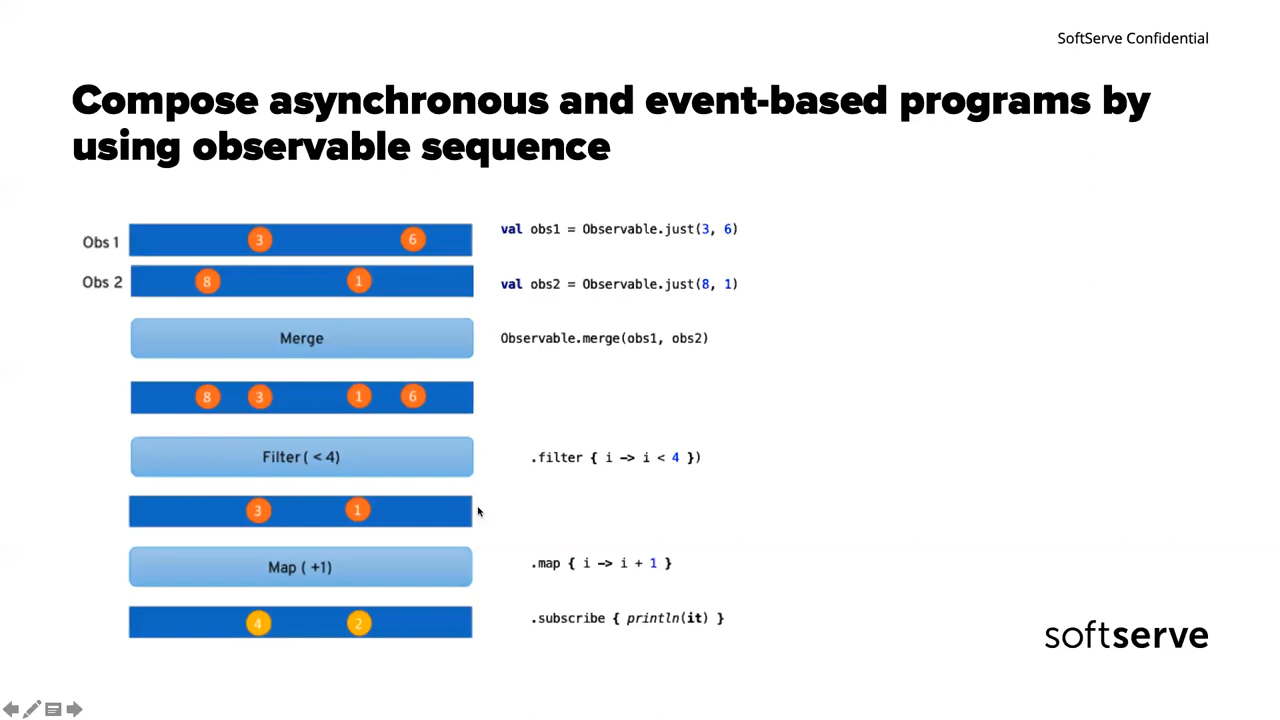 SoftServe Confidential
Compose asynchronous and event-based programs by
using observable sequence
Obs 1
3
6
val obs1 = Observable.just(3, 6)
Obs 2
8
1
val obs2 = Observable.just(8, 1)
Merge
Observable.merge(obs1, obs2)
8
3
1
6
Filter( < 4)
.filter { i -> i < 4 })
3
1
Map ( +1)
.map { i -> i + 1 }
4
2
.subscribe { println(it) }
softserve